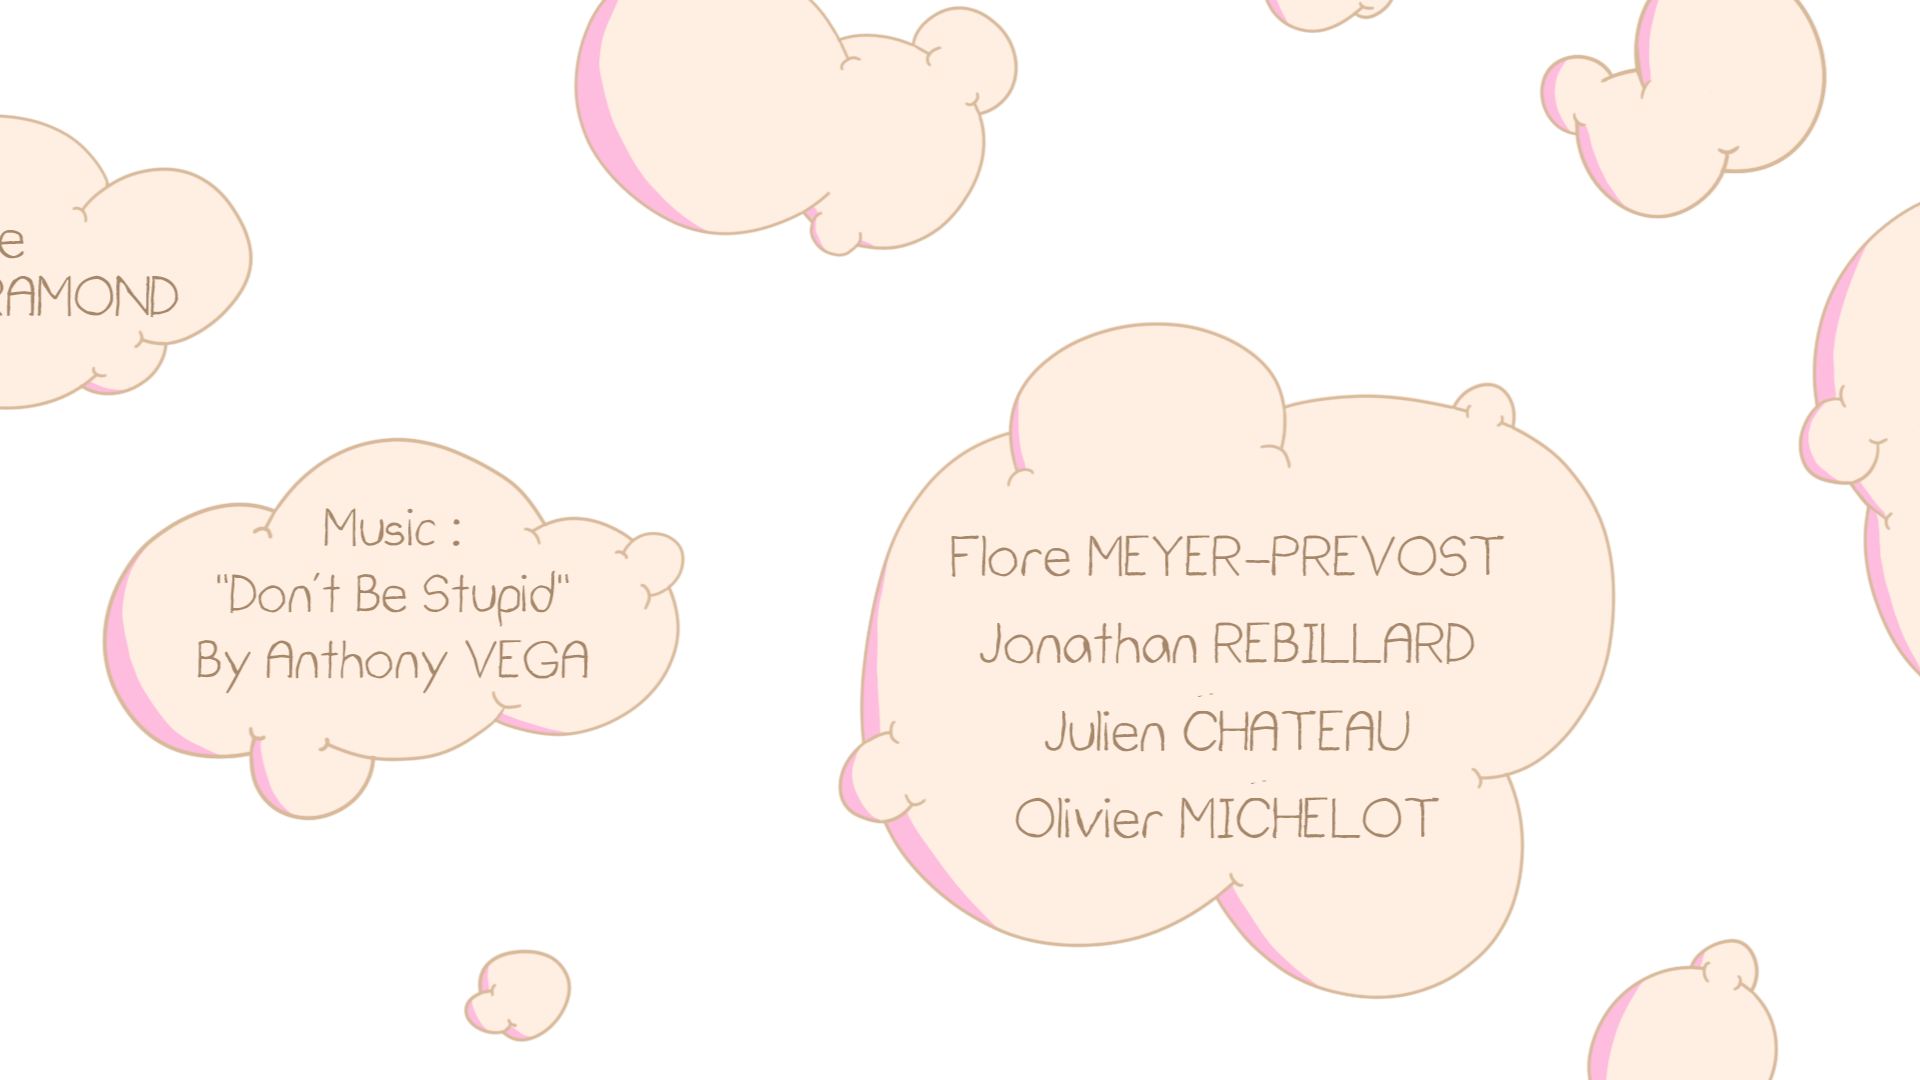 Music :
"Don't Be Stupid"
By Anthony VEGA
Flore MEYER-PREVOST
Jonathan REBILLARD
Julien CHATEAU
Olivier MICHELOT